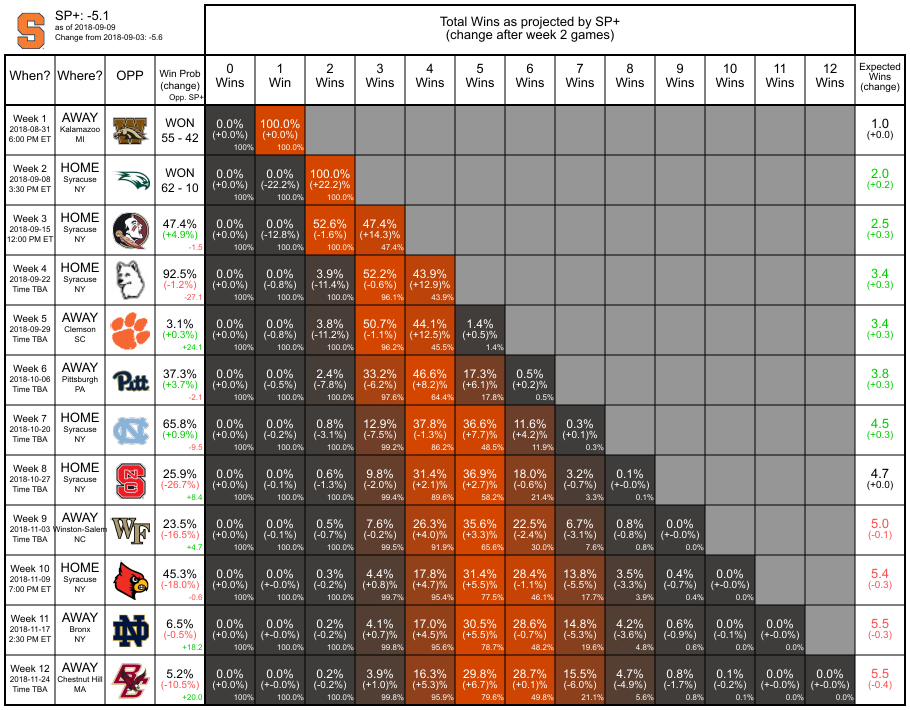 SP+: -5.1
as of 2018-09-09
Change from 2018-09-03: -5.6
Total Wins as projected by SP+
(change after week 2 games)
When? Where? OPP Win Prob (change) Opp. SP+ 0 Wins 1 Win 2 Wins 3 Wins 4 Wins 5 Wins 6 Wins 7 Wins 8 Wins 9 Wins 10 Wins 11 Wins 12 Wins Expected Wins (change)
Week 1 AWAY WON 0.0% 100.0% 1.0
2018-08-31 Kalamazoo 55 - 42 (+0.0%) (+0.0%) (+0.0)
6:00 PM ET MI W 100% 100.0%
Week 2 HOME WON 0.0% 0.0% 100.0% 2.0
2018-09-08 Syracuse 62 - 10 (+0.0%) (-22.2%) (+22.2)% (+0.2)
3:30 PM ET NY 100% 100.0% 100.0%
Week 3 HOME 47.4% 0.0% 0.0% 52.6% 47.4% 2.5
2018-09-15 Syracuse (+4.9%) (+0.0%) (-12.8%) (-1.6%) (+14.3)% (+0.3)
12:00 PM ET NY -1.5 100% 100.0% 100.0% 47.4%
Week 4 HOME 92.5% 0.0% 0.0% 3.9% 52.2% 43.9% 3.4
2018-09-22 Syracuse (-1.2%) (+0.0%) (-0.8%) (-11.4%) (-0.6%) (+12.9)% (+0.3)
Time TBA NY -27.1 100% 100.0% 100.0% 96.1% 43.9%
Week 5 AWAY 3.1% 0.0% 0.0% 3.8% 50.7% 44.1% 1.4% 3.4
2018-09-29 Clemson (+0.3%) (+0.0%) (-0.8%) (-11.2%) (-1.1%) (+12.5)% (+0.5)% (+0.3)
Time TBA SC +24.1 100% 100.0% 100.0% 96.2% 45.5% 1.4%
Week 6 AWAY 37.3% 0.0% 0.0% 2.4% 33.2% 46.6% 17.3% 0.5% 3.8
2018-10-06 Pittsburgh Pitt (+3.7%) (+0.0%) (-0.5%) (-7.8%) (-6.2%) (+8.2)% (+6.1)% (+0.2)% (+0.3)
Time TBA PA -2.1 100% 100.0% 100.0% 97.6% 64.4% 17.8% 0.5%
Week 7 HOME 65.8% 0.0% 0.0% 0.8% 12.9% 37.8% 36.6% 11.6% 0.3% 4.5
2018-10-20 Syracuse NC (+0.9%) (+0.0%) (-0.2%) (-3.1%) (-7.5%) (-1.3%) (+7.7)% (+4.2)% (+0.1)% (+0.3)
Time TBA NY -9.5 100% 100.0% 100.0% 99.2% 86.2% 48.5% 11.9% 0.3%
Week 8 HOME 25.9% 0.0% 0.0% 0.6% 9.8% 31.4% 36.9% 18.0% 3.2% 0.1% 4.7
2018-10-27 Syracuse NCS (-26.7%) (+0.0%) (-0.1%) (-1.3%) (-2.0%) (+2.1)% (+2.7)% (-0.6%) (-0.7%) (+-0.0% (+0.0)
Time TBA NY +8.4 100% 100.0% 100.0% 99.4% 89.6% 58.2% 21.4% 3.3% 0.1%
Week 9 AWAY 23.5% 0.0% 0.0% 0.5% 7.6% 26.3% 35.6% 22.5% 6.7% 0.8% 0.0% 5.0
2018-11-03 Winston-Salem WF (-16.5%) (+0.0%) (-0.1%) (-0.7%) (-0.2%) (+4.0)% (+3.3)% (-2.4%) (-3.1%) (-0.8%) (+-0.0% (-0.1)
Time TBA NC +4.7 100% 100.0% 100.0% 99.5% 91.9% 65.6% 30.0% 7.6% 0.8% 0.0%
Week 10 HOME 45.3% 0.0% 0.0% 0.3% 4.4% 17.8% 31.4% 28.4% 13.8% 3.5% 0.4% 0.0% 5.4
2018-11-09 Syracuse (-18.0%) (+0.0%) (+-0.0% (-0.2%) (+0.8)% (+4.7)% (+5.5)% (-1.1%) (-5.5%) (-3.3%) (-0.7%) (+-0.0% (-0.3)
7:00 PM ET NY -0.6 100% 100.0% 100.0% 99.7% 95.4% 77.5% 46.1% 17.7% 3.9% 0.4% 0.0%
Week 11 AWAY 6.5% 0.0% 0.0% 0.2% 4.1% 17.0% 30.5% 28.6% 14.8% 4.2% 0.6% 0.0% 0.0% 5.5
2018-11-17 Bronx ND (-0.5%) (+0.0%) (+-0.0% (-0.2%) (+0.7)% (+4.5)% (+5.5)% (-0.7%) (-5.3%) (-3.6%) (-0.9%) (-0.1%) (+-0.0% (-0.3)
2:30 PM ET NY +18.2 100% 100.0% 100.0% 99.8% 95.6% 78.7% 48.2% 19.6% 4.8% 0.6% 0.0% 0.0%
Week 12 AWAY 5.2% 0.0% 0.0% 0.2% 3.9% 16.3% 29.8% 28.7% 15.5% 4.7% 0.8% 0.1% 0.0% 0.0% 5.5
2018-11-24 Chestnut Hill BC (-10.5%) (+0.0%) (+-0.0% (-0.2%) (+1.0)% (+5.3)% (+6.7)% (+0.1)% (-6.0%) (-4.9%) (-1.7%) (-0.2%) (+-0.0% (+-0.0% (-0.4)
Time TBA MA +20.0 100% 100.0% 100.0% 99.8% 95.9% 79.6% 49.8% 21.1% 5.6% 0.8% 0.1% 0.0% 0.0%